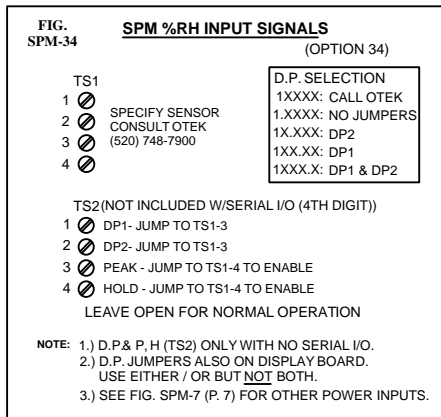 FIG.
SPM-34
SPM %RH INPUT SIGNALS
(OPTION 34)
TS1
1
2
3
4
SPECIFY SENSOR
CONSULT OTEK
(520) 748-7900
D.P. SELECTION
1XXXX: CALL OTEK
1.XXXX: NO JUMPERS
1X.XXX: DP2
1XX.XX: DP1
1XXX.X: DP1 & DP2
TS2(NOT INCLUDED W/SERIAL I/O (4TH DIGIT))
1 DP1- JUMP TO TS1-3
2 DP2- JUMP TO TS1-3
3 PEAK - JUMP TO TS1-4 TO ENABLE
4 HOLD - JUMP TO TS1-4 TO ENABLE
LEAVE OPEN FOR NORMAL OPERATION
NOTE: 1.) D.P.& P, H (TS2) ONLY WITH NO SERIAL I/O.
2.) D.P. JUMPERS ALSO ON DISPLAY BOARD.
USE EITHER / OR BUT NOT BOTH.
3.) SEE FIG. SPM-7 (P. 7) FOR OTHER POWER INPUTS.